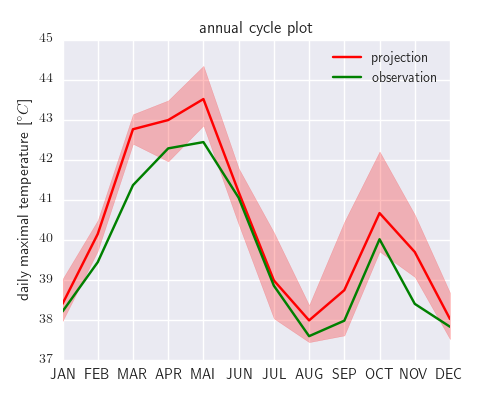 annual cycle plot
daily maximal temperature [°C]
45
44
43
42
41
40
39
38
37
projection
observation
JAN FEB MAR APR MAI JUN JUL AUG SEP OCT NOV DEC